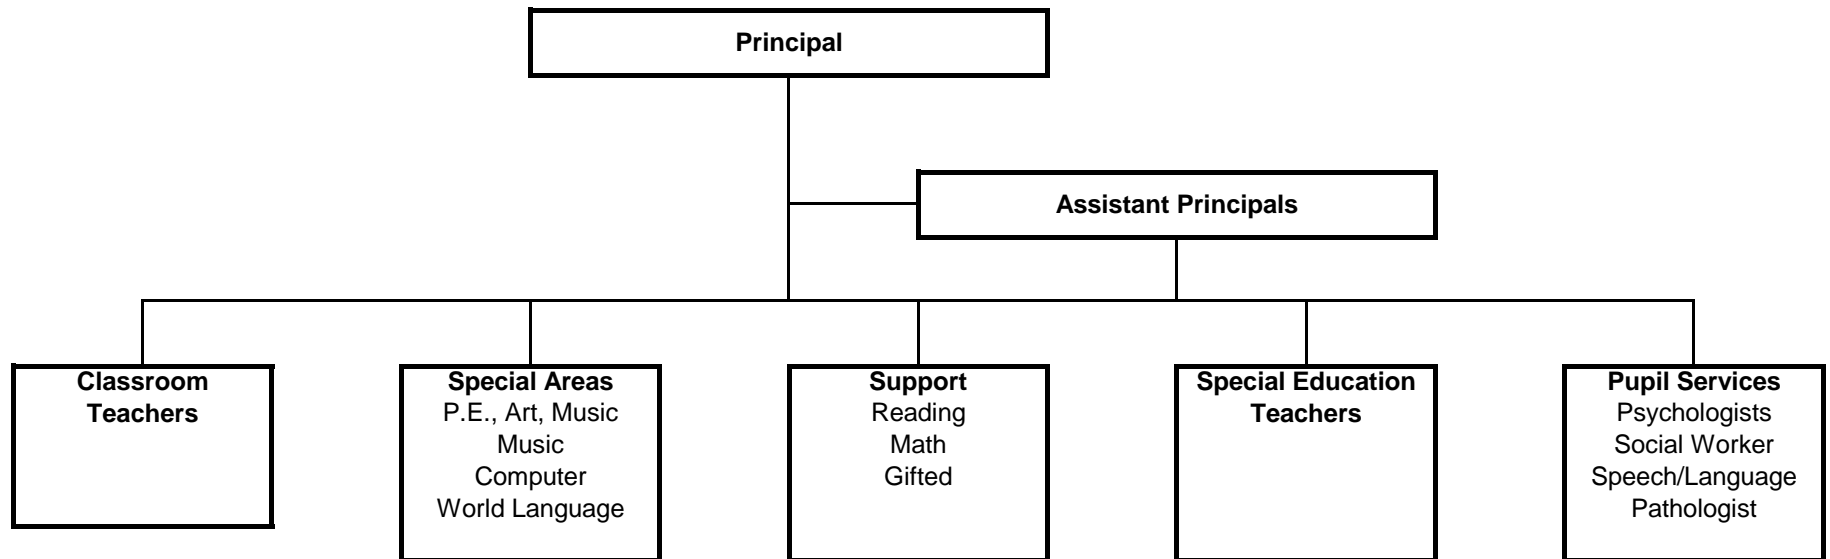 Principal
Assistant Principals
Classroom
Teachers
Special Areas
P.E., Art, Music
Music
Computer
World Language
Support
Reading
Math
Gifted
Special Education
Teachers
Pupil Services
Psychologists
Social Worker
Speech/Language
Pathologist